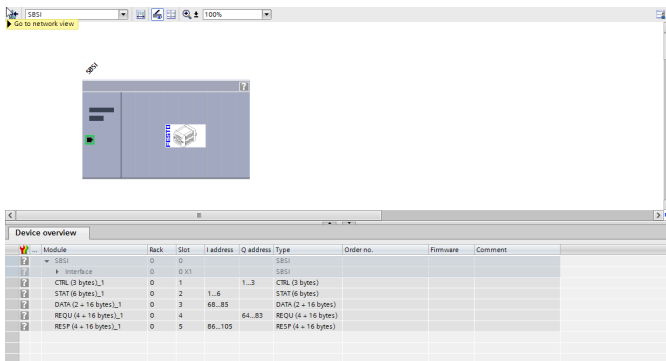 SBSI
100%
Go to network view
SBSI
?
FESTO
Device overview
... Module Rack Slot I address Q address Type Order no. Firmware Comment
? SBSI 0 0 SBSI
? Interface 0 0 X1 SBSI
? CTRL (3 bytes)_1 0 1 1...3 CTRL (3 bytes)
? STAT (6 bytes)_1 0 2 1...6 STAT (6 bytes)
? DATA (2 + 16 bytes)_1 0 3 68...85 DATA (2 + 16 bytes)
? REQU (4 + 16 bytes)_1 0 4 64...83 REQU (4 + 16 bytes)
? RESP (4 + 16 bytes)_1 0 5 86...105 RESP (4 + 16 bytes)